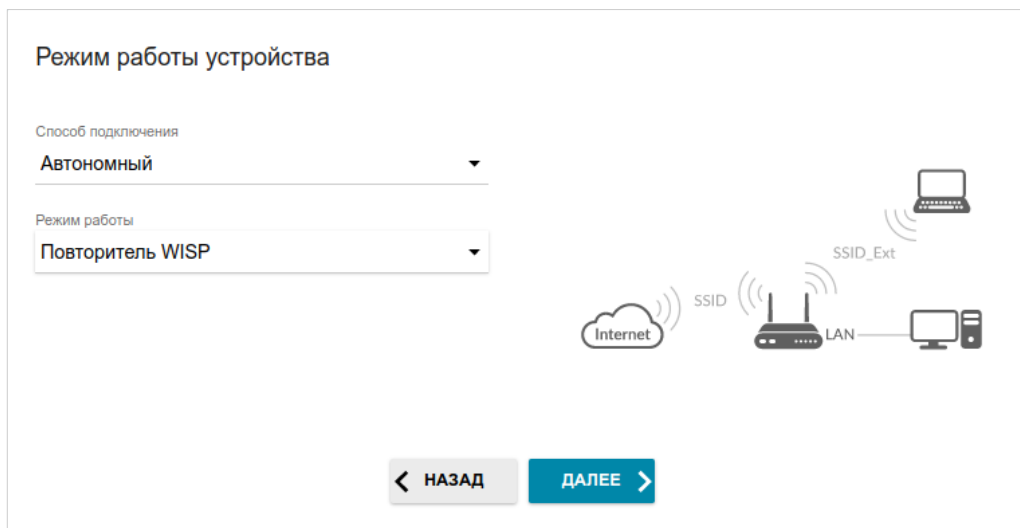 Режим работы устройства
Способ подключения
Автономный
Режим работы
Повторитель WISP
SSID_Ext
SSID
Internet
LAN
НАЗАД
ДАЛЕЕ